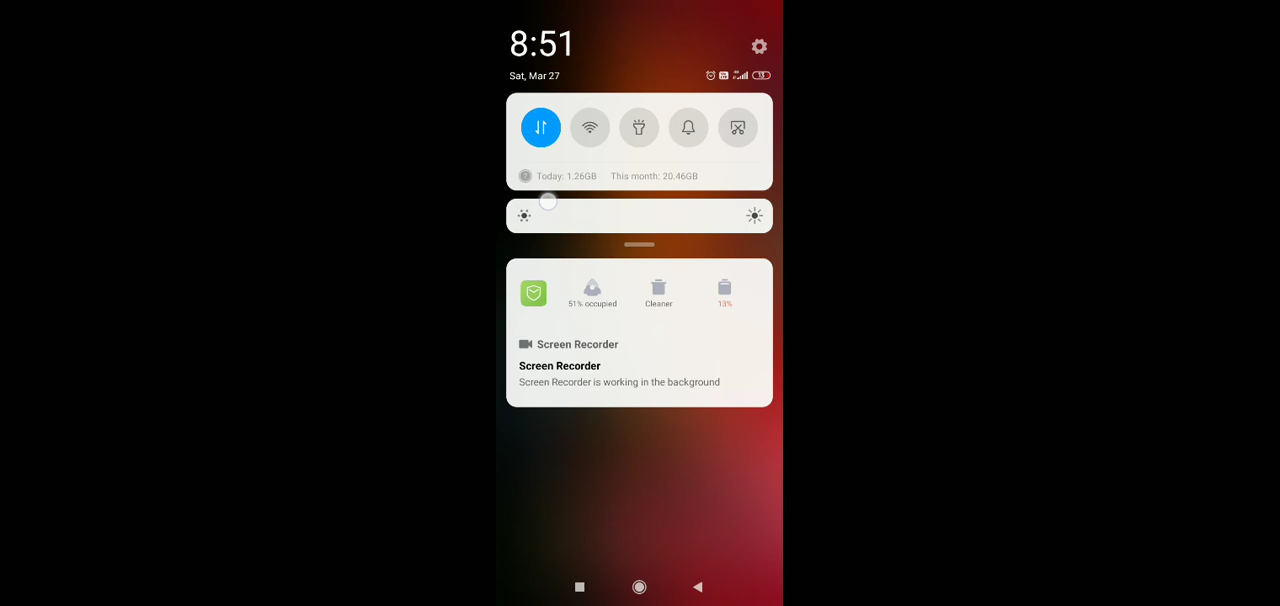 8:51
Sat, Mar 27
13
Today: 1.26GB This month: 20.46GB
51% occupied Cleaner 13%
Screen Recorder
Screen Recorder
Screen Recorder is working in the background